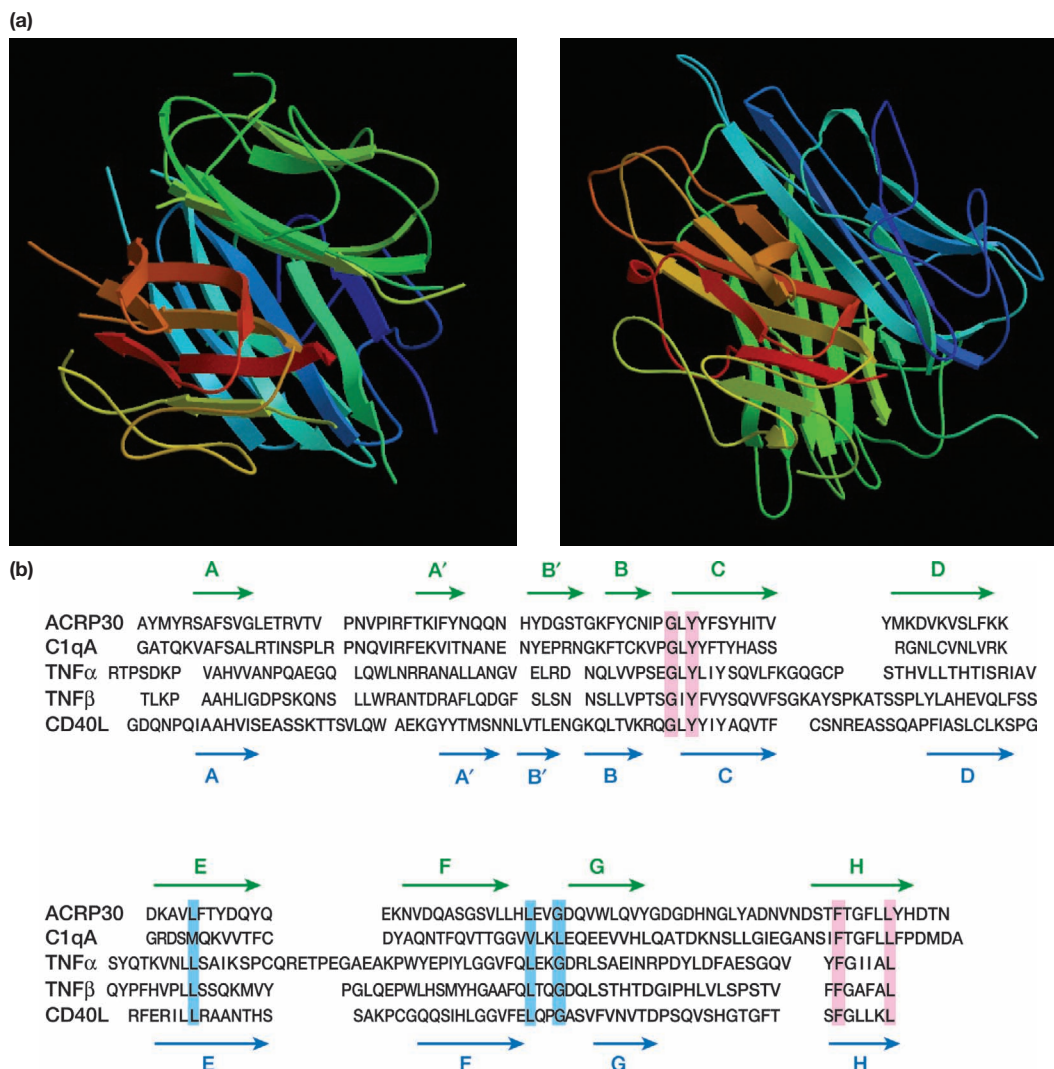 (a)
(b)
A A′ B′ B C D
ACRP30 AYMYRSAFSVGLETRVTV PNVPIRFTKIFYNQQN HYDGSTGKFYCNIPGLYYFSYHITV YMKDVKVSLFKK
C1qA GATQKVAFSALRTINSPLR PNQVIRFEKVITNANE NYEPRNGKFTCKVPGLYYFTYHASS RGNLCVNLVRK
TNFα RTPSDKP VAHVVANPQAEGQ LQWLNRRANALLANGV ELRD NQLVVPSEGLYLIYSQVLFKGQGCP STHVLLTHTISRIAV
TNFβ TLKP AAHLIGDPSKQNS LLWRANTDRAFLQDGF SLSN NSLLVPTSGIYFVYSQVVFSGKAYSPKATSSPLYLAHEVQLFSS
CD40L GDQNPQIAAHVISEASSKTTSVLQW AEKGYYTMSNNLVTLENGKQLTVKRQGLYYIYAQVTF CSNREASSQAPFIASLCLKSPG
A A′ B′ B C D
E F G H
ACRP30 DKAVLFTYDQYQ EKNVDQASGSVLLHLEVGDQVWLQVYGDGDHNGLYADNVNDSTFTGFLLYHDTN
C1qA GRDSMQKVVTFC DYAQNTFQVTTGGVVLKLEQEEVVHLQATDKNSLLGIEGANSIFTGFLLFPDMDA
TNFα SYQTKVNLLSAIKSPCQRETPEGAEAKPWYEPIYLGGVFQLEKGDRLSAEINRPDYLDFAESGQV YFGIIAL
TNFβ QYPFHVPLLSSQKMVY PGLQEPWLHSMYHGAAFQLTQGDQLSTHTDGIPHLVLSPSTV FFGAFAL
CD40L RFERILLRAANTHS SAKPCGQQSIHLGGVFELQPGASVFVNVTDPSQVSHGTGFT SFGLLKL
E F G H